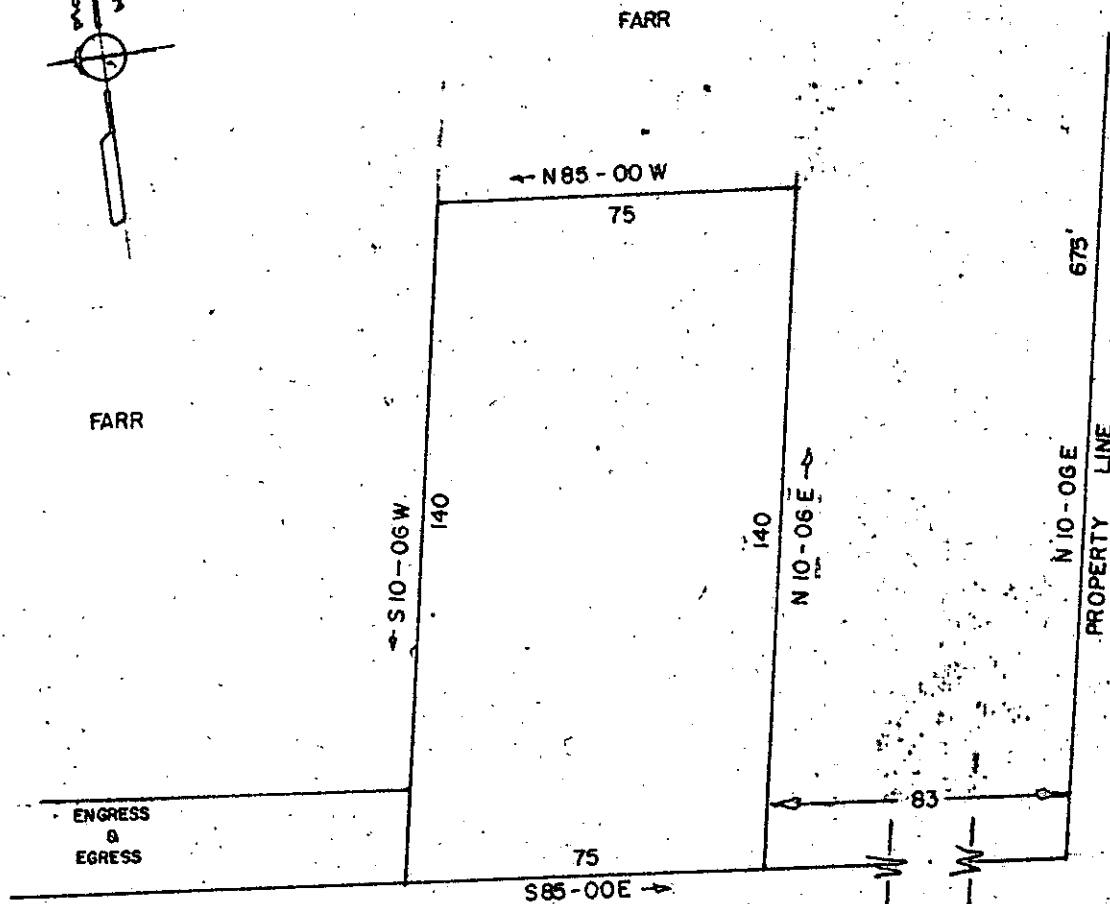 FARR
← N 85 - 00 W
75
675'
FARR
← S 10-06 W
140
140
N 10-06 E →
N 10-06 E
PROPERTY LINE
ENGRESS
&
EGRESS
83
75
S 85-00 E →